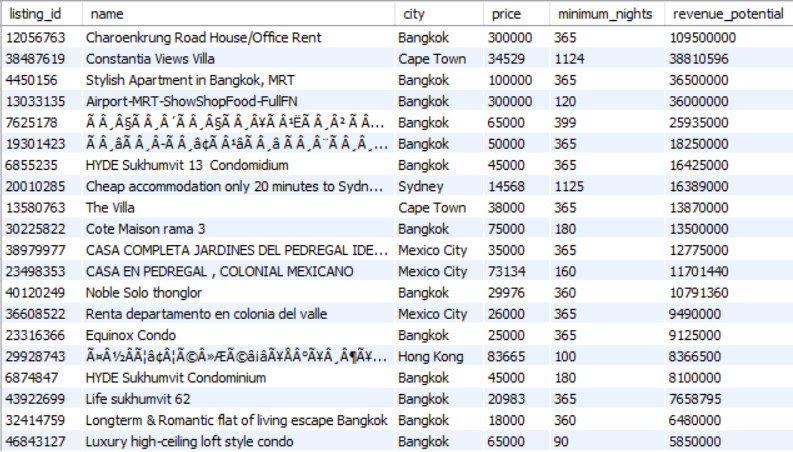 listing_id name city price minimum_nights revenue_potential
12056763 Charoenkrung Road House/Office Rent Bangkok 300000 365 109500000
38487619 Constantia Views Villa Cape Town 34529 1124 38810596
4450156 Stylish Apartment in Bangkok, MRT Bangkok 100000 365 36500000
13033135 Airport-MRT-ShowShopFood-FullFN Bangkok 300000 120 36000000
7625178 Bangkok 65000 399 25935000
19301423 Bangkok 50000 365 18250000
6855235 HYDE Sukhumvit 13 Condomidium Bangkok 45000 365 16425000
20010285 Cheap accommodation only 20 minutes to Sydn... Sydney 14568 1125 16389000
13580763 The Villa Cape Town 38000 365 13870000
30225822 Cote Maison rama 3 Bangkok 75000 180 13500000
38979977 CASA COMPLETA JARDINES DEL PEDREGAL IDE... Mexico City 35000 365 12775000
23498353 CASA EN PEDREGAL , COLONIAL MEXICANO Mexico City 73134 160 11701440
40120249 Noble Solo thonglor Bangkok 29976 360 10791360
36608522 Renta departamento en colonia del valle Mexico City 26000 365 9490000
23316366 Equinox Condo Bangkok 25000 365 9125000
29928743 Hong Kong 83665 100 8366500
6874847 HYDE Sukhumvit Condominium Bangkok 45000 180 8100000
43922699 Life sukhumvit 62 Bangkok 20983 365 7658795
32414759 Longterm & Romantic flat of living escape Bangkok Bangkok 18000 360 6480000
46843127 Luxury high-ceiling loft style condo Bangkok 65000 90 5850000